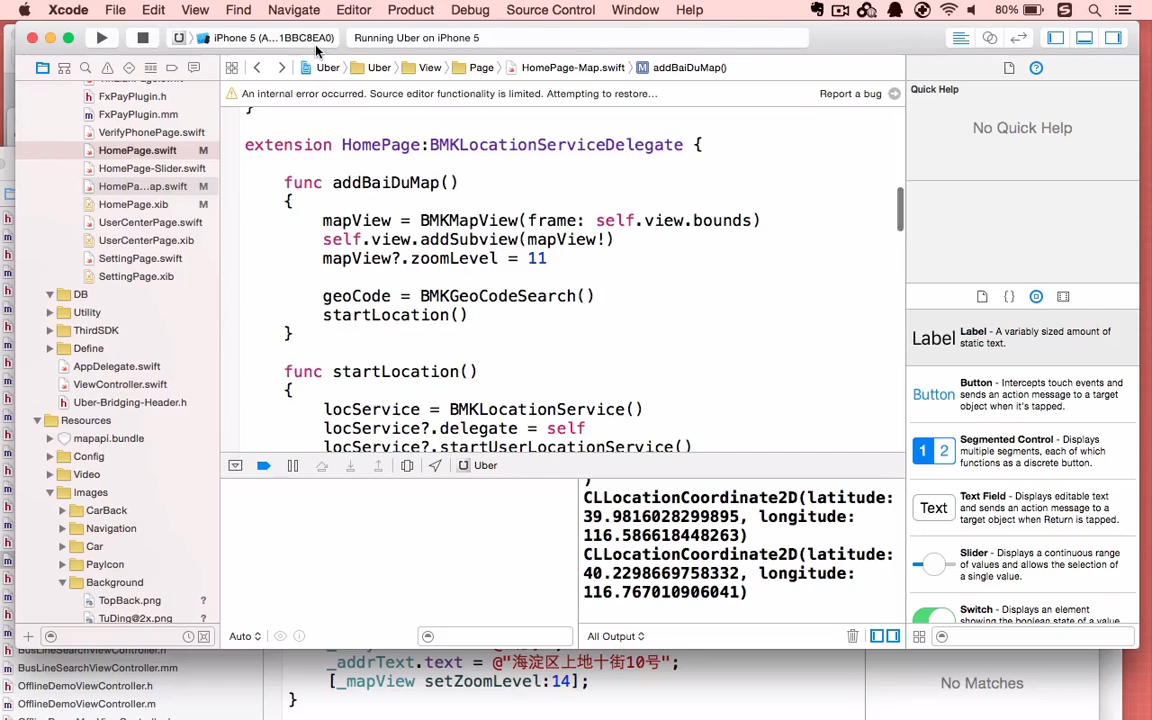 Xcode File Edit View Find Navigate Editor Product Debug Source Control Window Help 80%
iPhone 5 (A...1BBC8EA0) Running Uber on iPhone 5
Uber Uber View Page HomePage-Map.swift M addBaiDuMap()
An internal error occurred. Source editor functionality is limited. Attempting to restore... Report a bug
FxPayPlugin.h
FxPayPlugin.mm
VerifyPhonePage.swift
HomePage.swift M
HomePage-Slider.swift
HomePa...ap.swift M
HomePage.xib M
UserCenterPage.swift
UserCenterPage.xib
SettingPage.swift
SettingPage.xib
DB
Utility
ThirdSDK
Define
AppDelegate.swift
ViewController.swift
Uber-Bridging-Header.h
Resources
mapapi.bundle
Config
Video
Images
CarBack
Navigation
Car
PayIcon
Background
TopBack.png ?
TuDing@2x.png ?
}
extension HomePage:BMKLocationServiceDelegate {
func addBaiDuMap()
{
mapView = BMKMapView(frame: self.view.bounds)
self.view.addSubview(mapView!)
mapView?.zoomLevel = 11
geoCode = BMKGeoCodeSearch()
startLocation()
}
func startLocation()
{
locService = BMKLocationService()
locService?.delegate = self
locService?.startUserLocationService()
Uber
)
CLLocationCoordinate2D(latitude:
39.9816028299895, longitude:
116.586618448263)
CLLocationCoordinate2D(latitude:
40.2298669758332, longitude:
116.767010906041)
Auto
All Output
Quick Help
No Quick Help
Label
Label - A variably sized amount of
static text.
Button
Button - Intercepts touch events and
sends an action message to a
target object when it's tapped.
1 2
Segmented Control - Displays
multiple segments, each of which
functions as a discrete button.
Text
Text Field - Displays editable text
and sends an action message to a
target object when Return is tapped.
Slider - Displays a continuous range
of values and allows the selection of
a single value.
Switch - Displays an element
showing the boolean state of a value.
BusLineSearchViewController.h
BusLineSearchViewController.mm
OfflineDemoViewController.h
OfflineDemoViewController.m
_addrText.text = @"海淀区上地十街10号";
[_mapView setZoomLevel:14];
}
No Matches